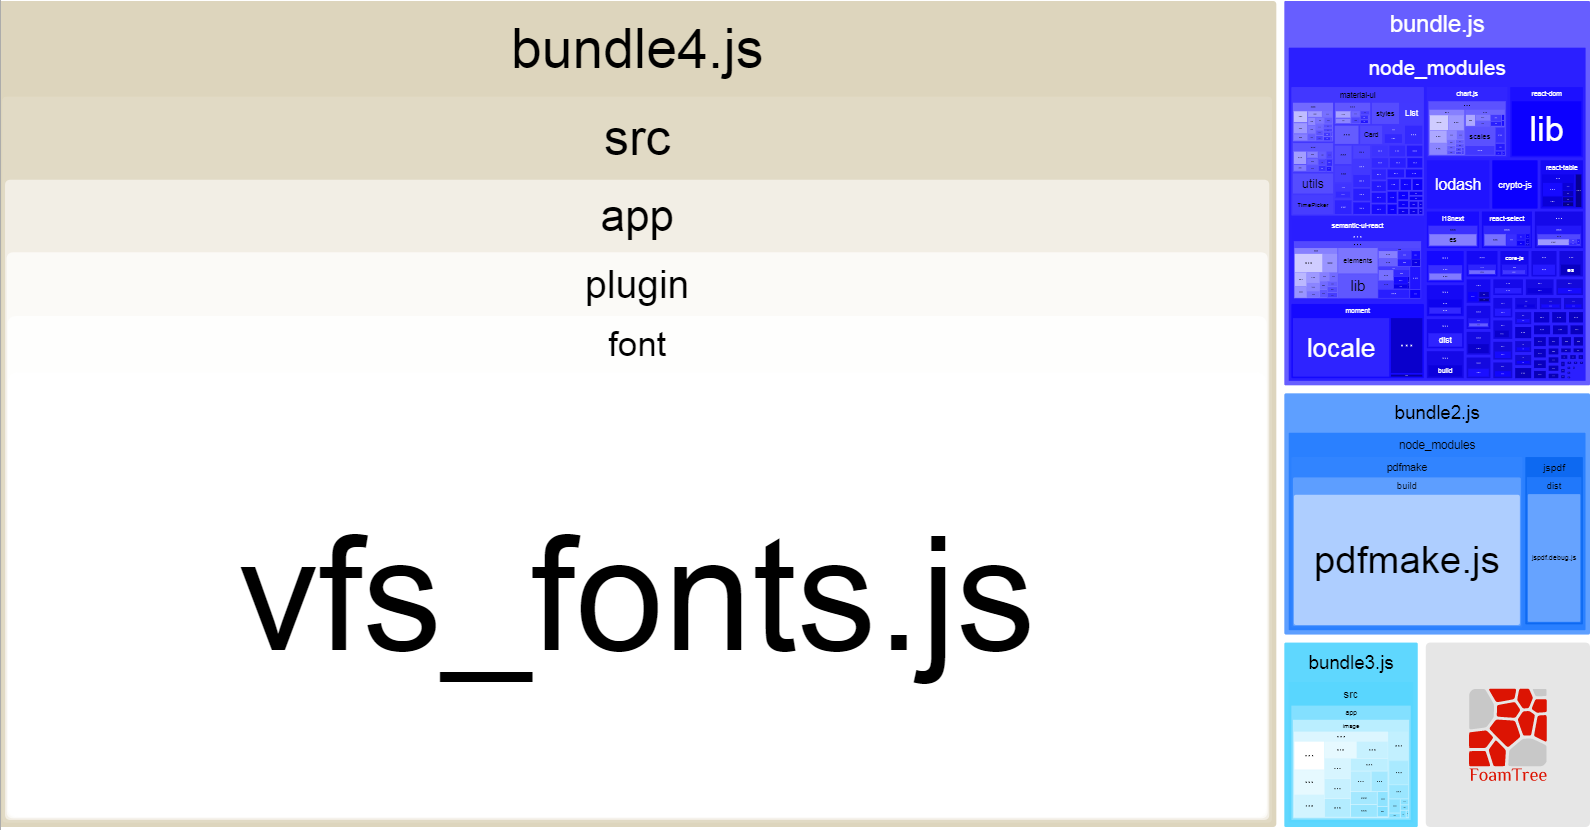 bundle4.js
src
app
plugin
font
vfs_fonts.js
bundle.js
node_modules
material-ui
styles
List
Card
utils
TimePicker
chart.js
scales
react-dom
lib
lodash
crypto-js
react-table
i18next
es
react-select
semantic-ui-react
elements
lib
core-js
es
moment
locale
dist
build
bundle2.js
node_modules
pdfmake
build
pdfmake.js
jspdf
dist
jspdf.debug.js
bundle3.js
src
app
image
FoamTree